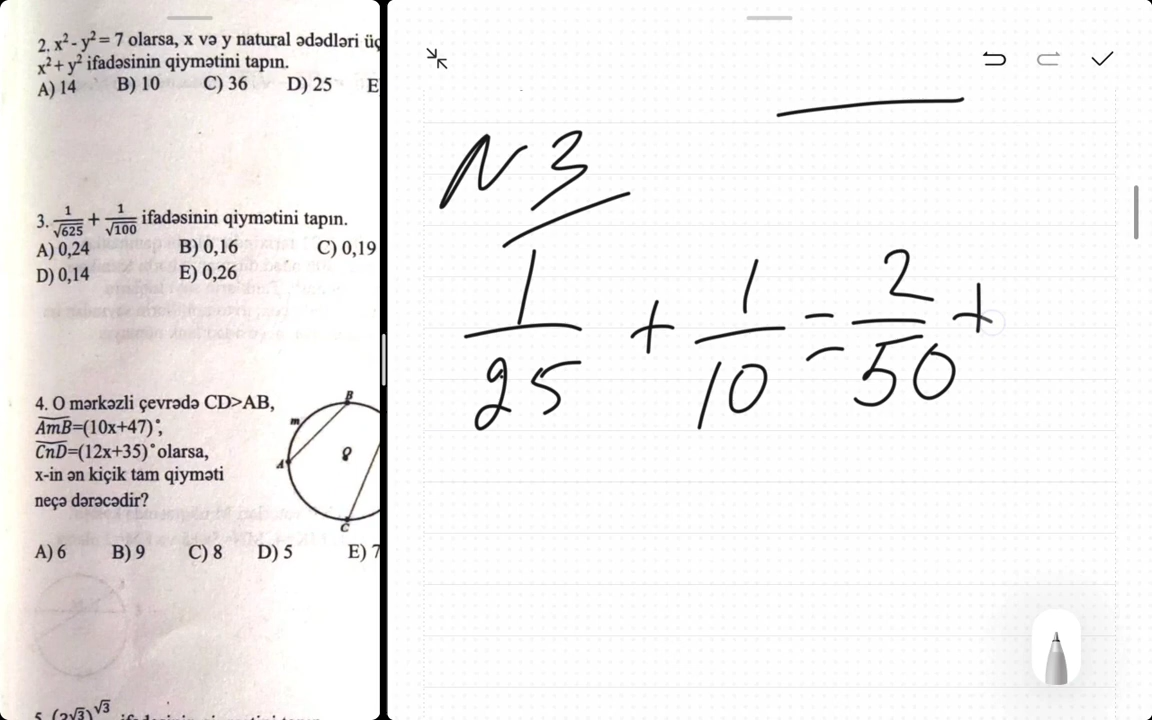 2. x² - y² = 7 olarsa, x və y natural ədədləri
x² + y² ifadəsinin qiymətini tapın.
A) 14 B) 10 C) 36 D) 25 E
3. 1/√625 + 1/√100 ifadəsinin qiymətini tapın.
A) 0,24 B) 0,16 C) 0,19
D) 0,14 E) 0,26
4. O mərkəzli çevrədə CD>AB,
AmB=(10x+47)°,
CnD=(12x+35)° olarsa,
x-in ən kiçik tam qiyməti
neçə dərəcədir?
B
m
A
C
A) 6 B) 9 C) 8 D) 5 E) 7
N 3
1/25 + 1/10 = 2/50 +